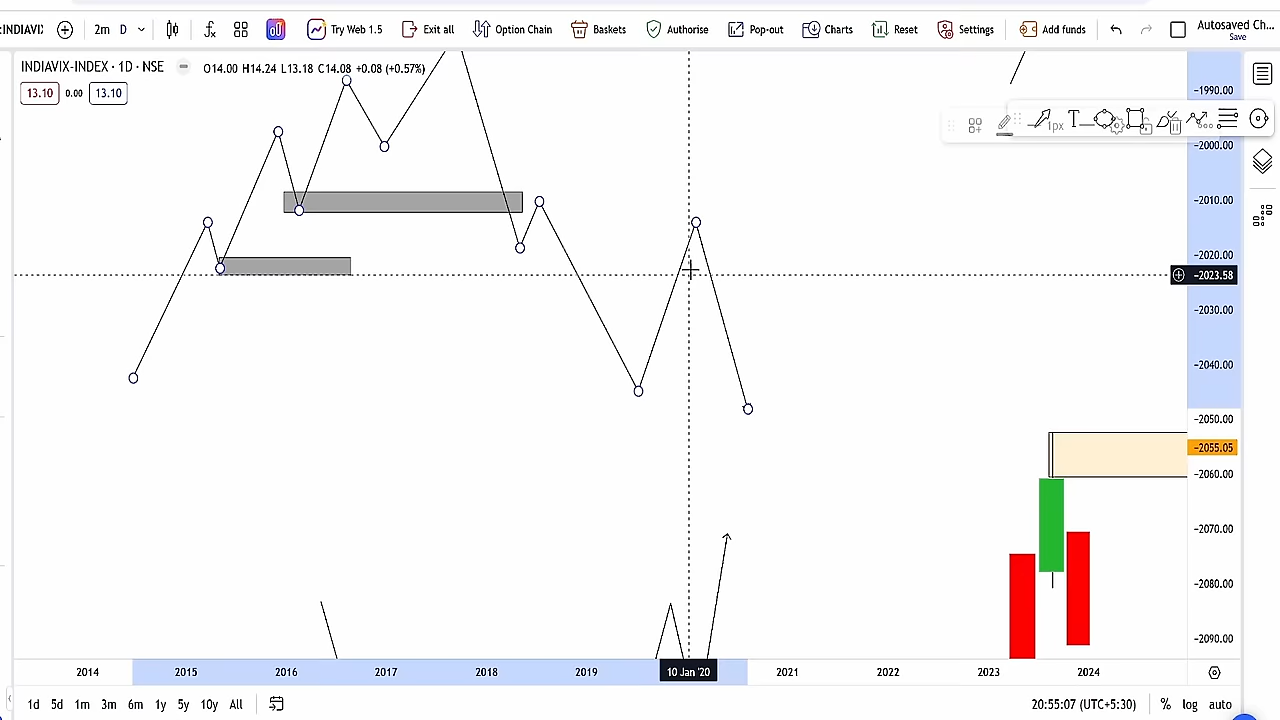 :INDIAVIX 2m D Try Web 1.5 Exit all Option Chain Baskets Authorise Pop-out Charts Reset Settings Add funds Autosaved Ch...
Save
INDIAVIX-INDEX · 1D · NSE O14.00 H14.24 L13.18 C14.08 +0.08 (+0.57%)
13.10 0.00 13.10
−1990.00
1px T
−2000.00
−2010.00
−2020.00
−2023.58
−2030.00
−2040.00
−2050.00
−2055.05
−2060.00
−2070.00
−2080.00
−2090.00
2014 2015 2016 2017 2018 2019 10 Jan '20 2021 2022 2023 2024
1d 5d 1m 3m 6m 1y 5y 10y All 20:55:07 (UTC+5:30) % log auto